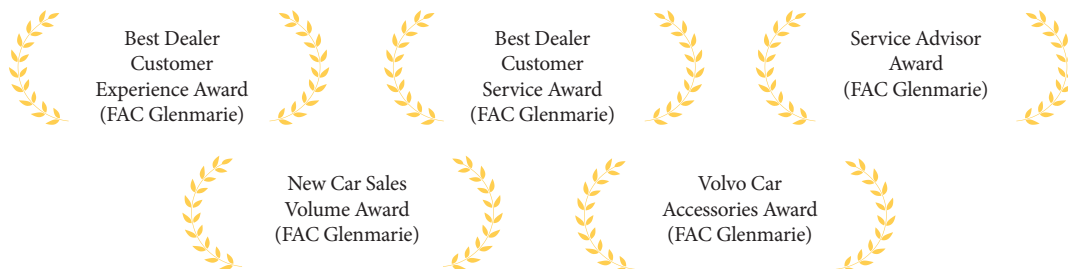 Best Dealer
Customer
Experience Award
(FAC Glenmarie)
Best Dealer
Customer
Service Award
(FAC Glenmarie)
Service Advisor
Award
(FAC Glenmarie)
New Car Sales
Volume Award
(FAC Glenmarie)
Volvo Car
Accessories Award
(FAC Glenmarie)